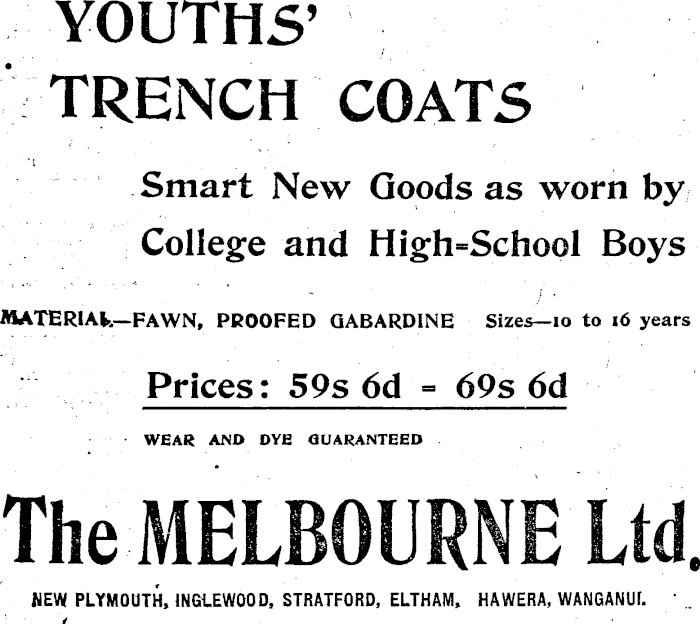 YOUTHS'
TRENCH COATS
Smart New Goods as worn by
College and High=School Boys
MATERIAL—FAWN, PROOFED GABARDINE Sizes—10 to 16 years
Prices: 59s 6d = 69s 6d
WEAR AND DYE GUARANTEED
The MELBOURNE Ltd.
NEW PLYMOUTH, INGLEWOOD, STRATFORD, ELTHAM, HAWERA, WANGANUI.